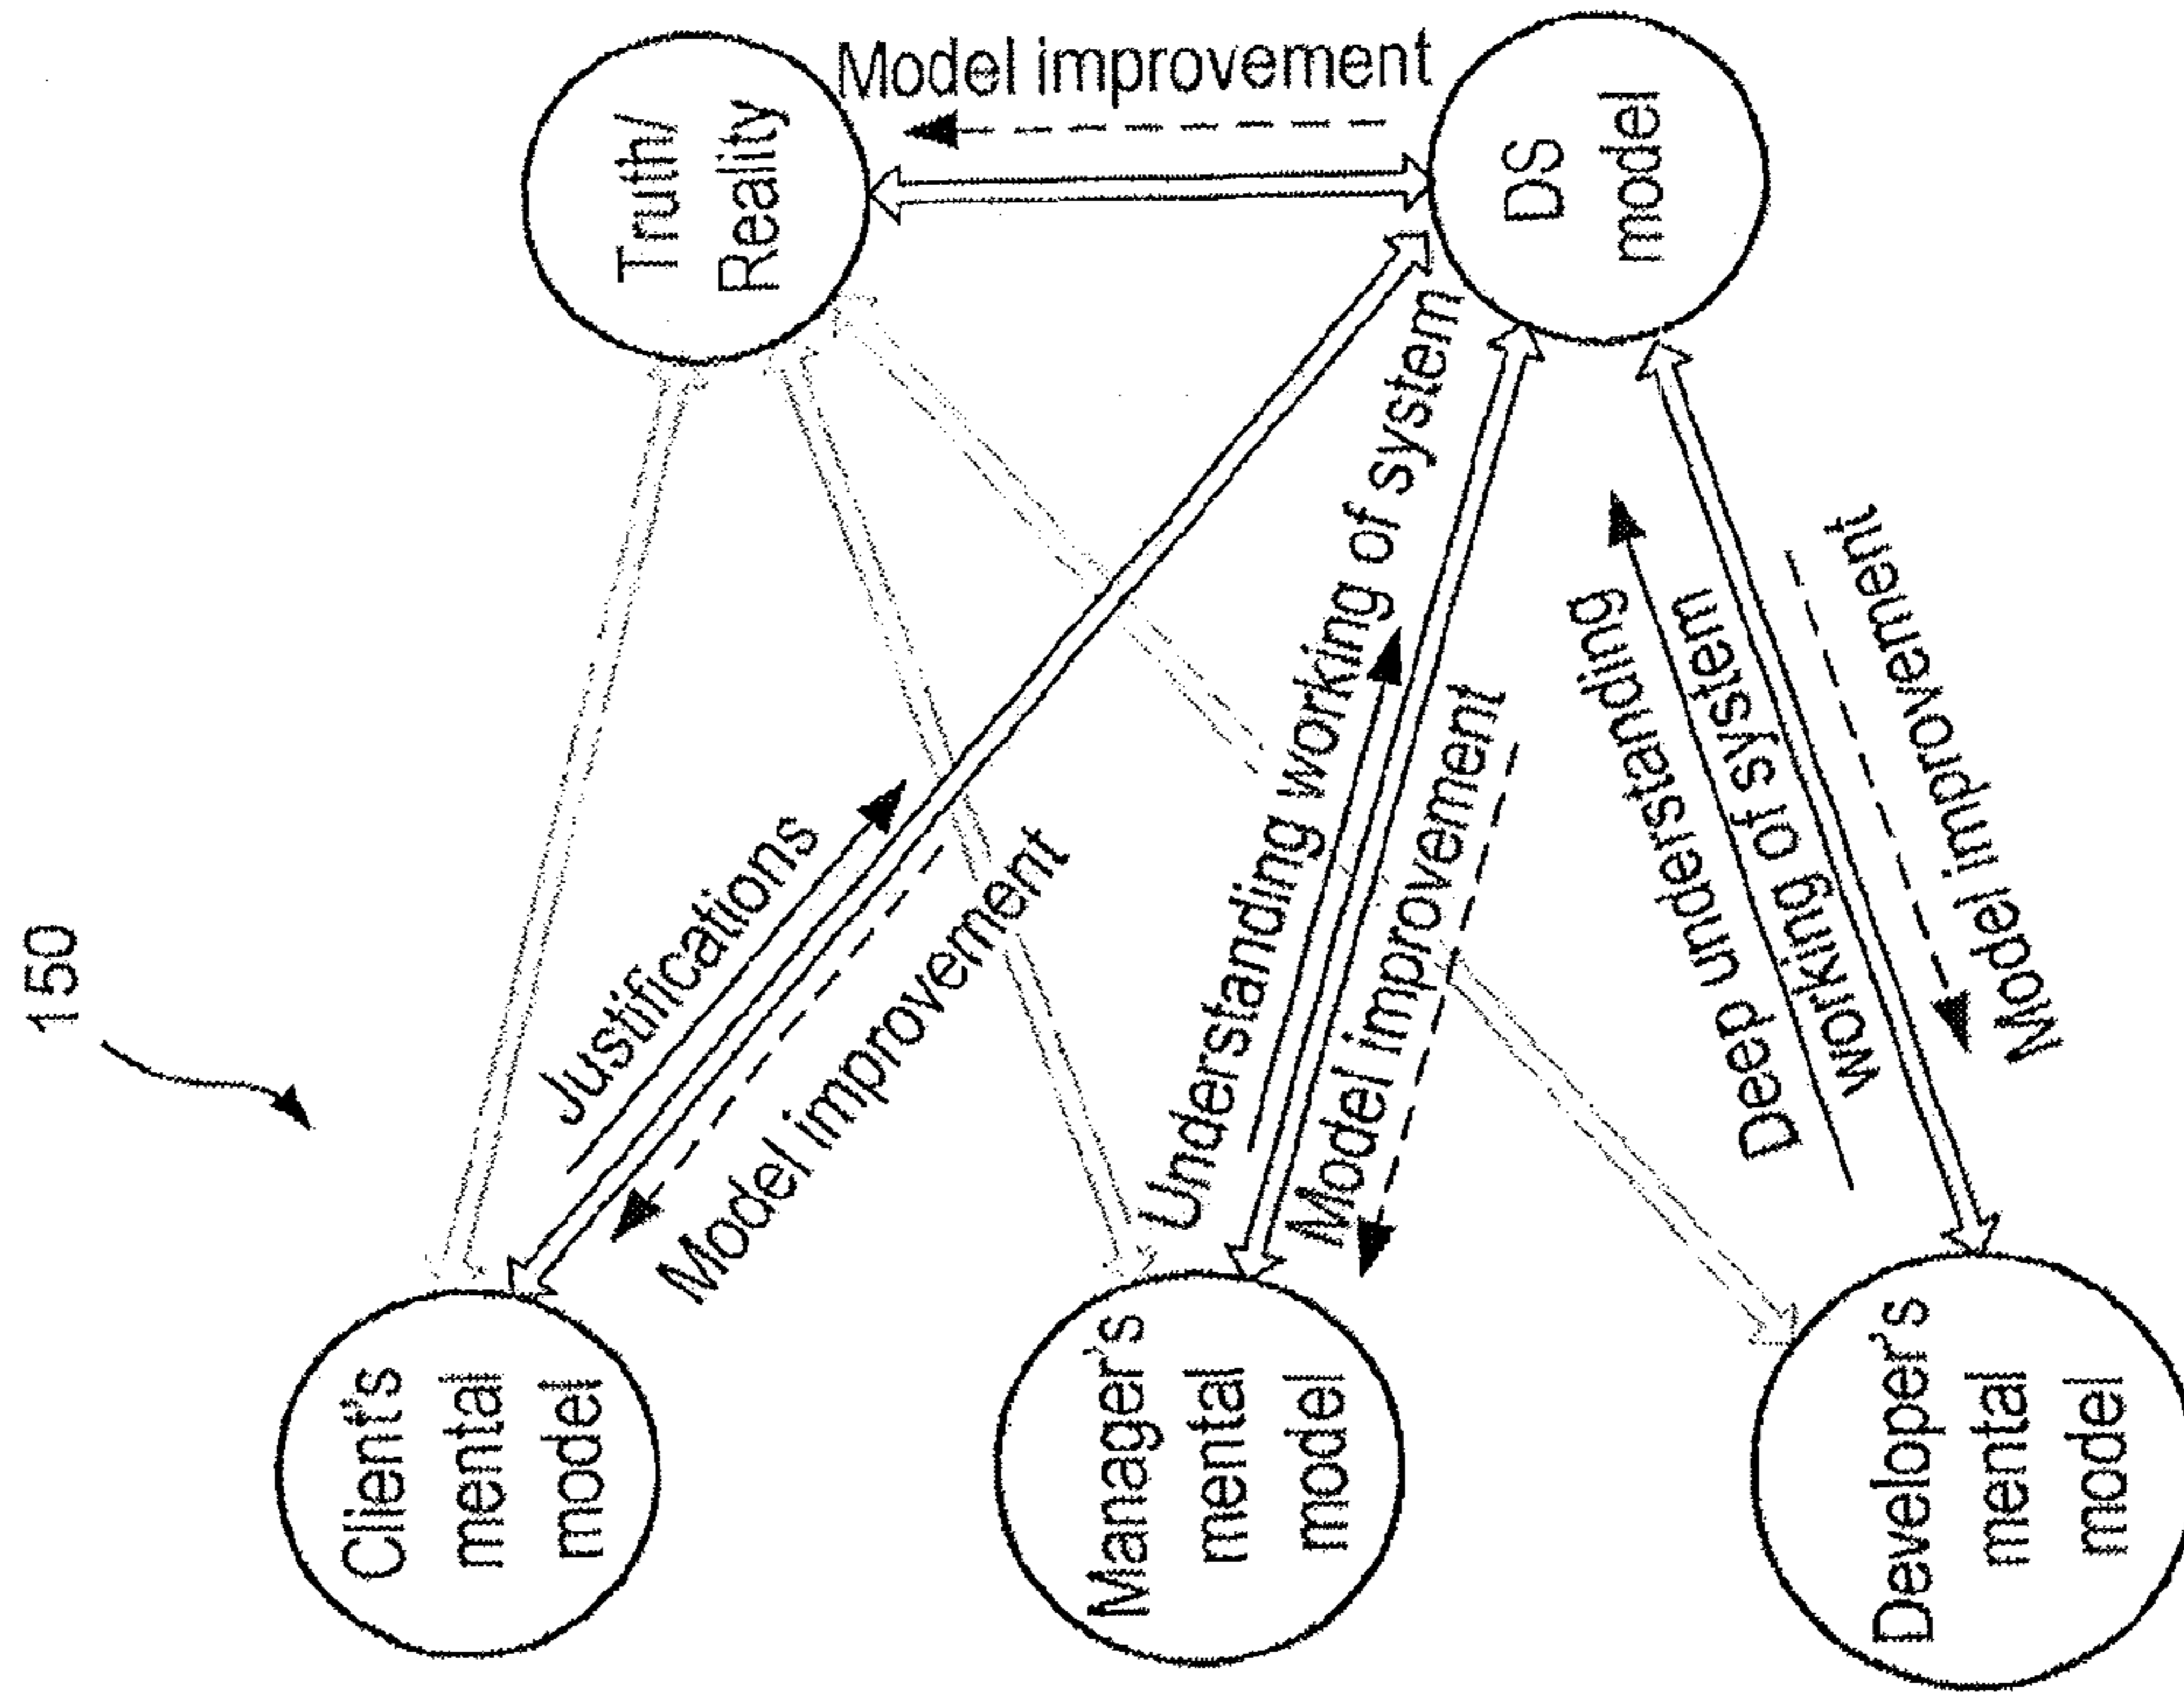 150
Truth/
Reality
Model improvement
DS
model
Justifications
Model improvement
Understanding working of system
Model improvement
Deep understanding
working of system
Model improvement
Client's
mental
model
Manager's
mental
model
Developer's
mental
model